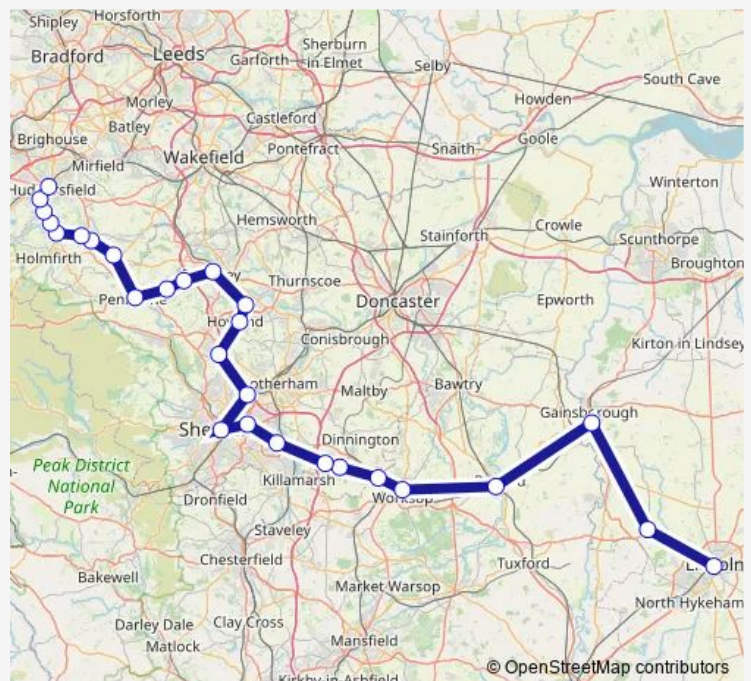 Shipley
Horsforth
Bradford
Leeds
Garforth
Sherburn
in Elmet
Selby
South Cave
Morley
Howden
Batley
Castleford
Brighouse
Goole
Mirfield
Wakefield
Pontefract
Snaith
Winterton
Hemsworth
Crowle
Stainforth
Scunthorpe
Holmfirth
Broughton
Thurnscoe
Doncaster
Epworth
Conisbrough
Kirton in Lindsey
Maltby
Bawtry
Dinnington
Peak District
National
Park
Killamarsh
Dronfield
Staveley
Chesterfield
Tuxford
Bakewell
Market Warsop
North Hykeham
Darley Dale
Clay Cross
Matlock
Mansfield
Kirkby-in-Ashfield
© OpenStreetMap contributors